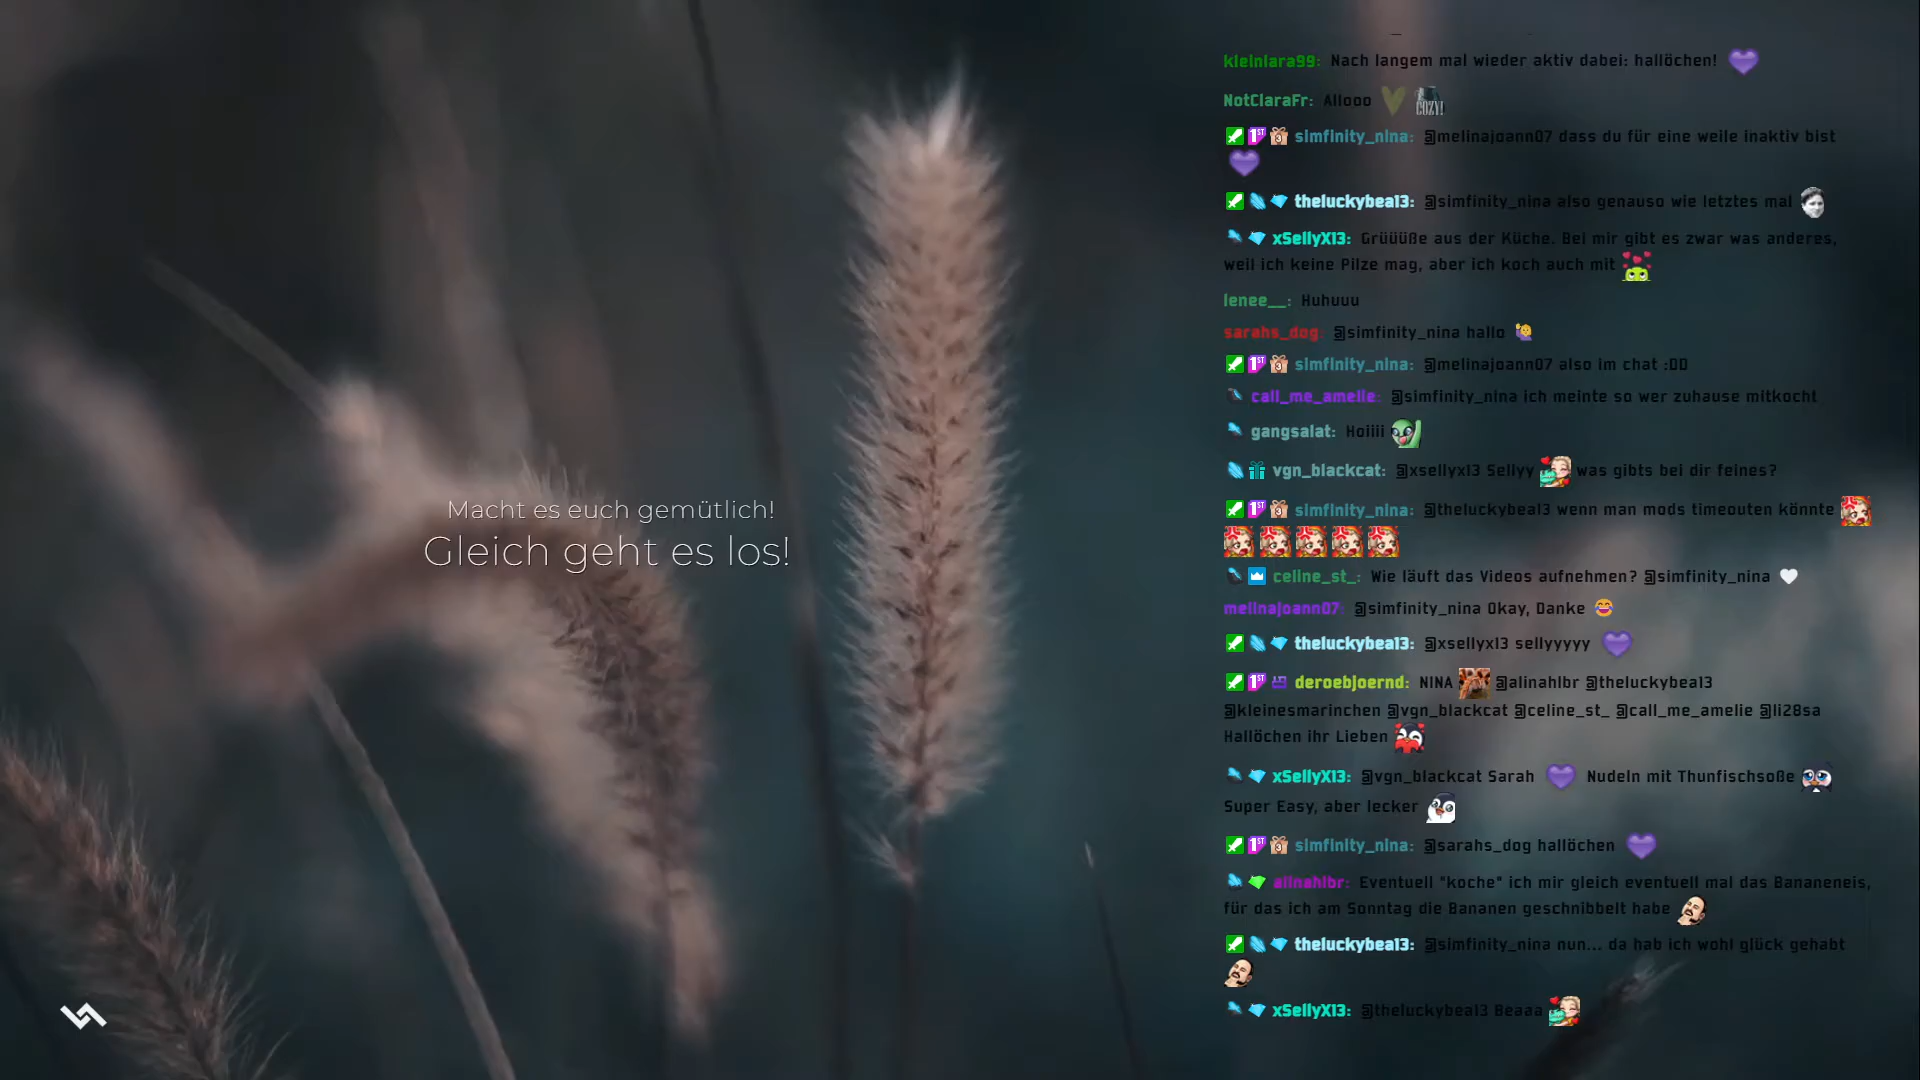 Macht es euch gemütlich!
Gleich geht es los!
kleinlara99: Nach langem mal wieder aktiv dabei: hallöchen!
NotClaraFr: Allooo
COZY!
simfinity_nina: @melinajoann07 dass du für eine weile inaktiv bist
theluckybea13: @simfinity_nina also genauso wie letztes mal
xSellyX13: Grüüüße aus der Küche. Bei mir gibt es zwar was anderes,
weil ich keine Pilze mag, aber ich koch auch mit
lenee__: Huhuuu
sarahs_dog: @simfinity_nina hallo
simfinity_nina: @melinajoann07 also im chat :DD
call_me_amelie: @simfinity_nina ich meinte so wer zuhause mitkocht
gangsalat: Hoiiii
vgn_blackcat: @xsellyx13 Sellyy was gibts bei dir feines?
simfinity_nina: @theluckybea13 wenn man mods timeouten könnte
celine_st_: Wie läuft das Videos aufnehmen? @simfinity_nina
melinajoann07: @simfinity_nina Okay, Danke
theluckybea13: @xsellyx13 sellyyyyy
deroebjoernd: NINA @alinahlbr @theluckybea13
@kleinesmarinchen @vgn_blackcat @celine_st_ @call_me_amelie @li28sa
Hallöchen ihr Lieben
xSellyX13: @vgn_blackcat Sarah Nudeln mit Thunfischsoße
Super Easy, aber lecker
simfinity_nina: @sarahs_dog hallöchen
alinahlbr: Eventuell "koche" ich mir gleich eventuell mal das Bananeneis,
für das ich am Sonntag die Bananen geschnibbelt habe
theluckybea13: @simfinity_nina nun... da hab ich wohl glück gehabt
xSellyX13: @theluckybea13 Beaaa